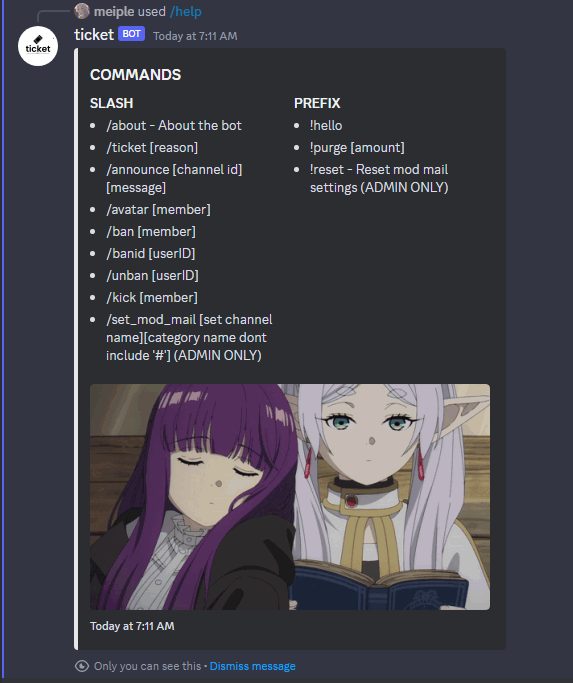 meiple used /help
ticket
ticket BOT Today at 7:11 AM
COMMANDS
SLASH
/about - About the bot
/ticket [reason]
/announce [channel id]
[message]
/avatar [member]
/ban [member]
/banid [userID]
/unban [userID]
/kick [member]
/set_mod_mail [set channel
name][category name dont
include '#'] (ADMIN ONLY)
PREFIX
!hello
!purge [amount]
!reset - Reset mod mail
settings (ADMIN ONLY)
Today at 7:11 AM
Only you can see this • Dismiss message